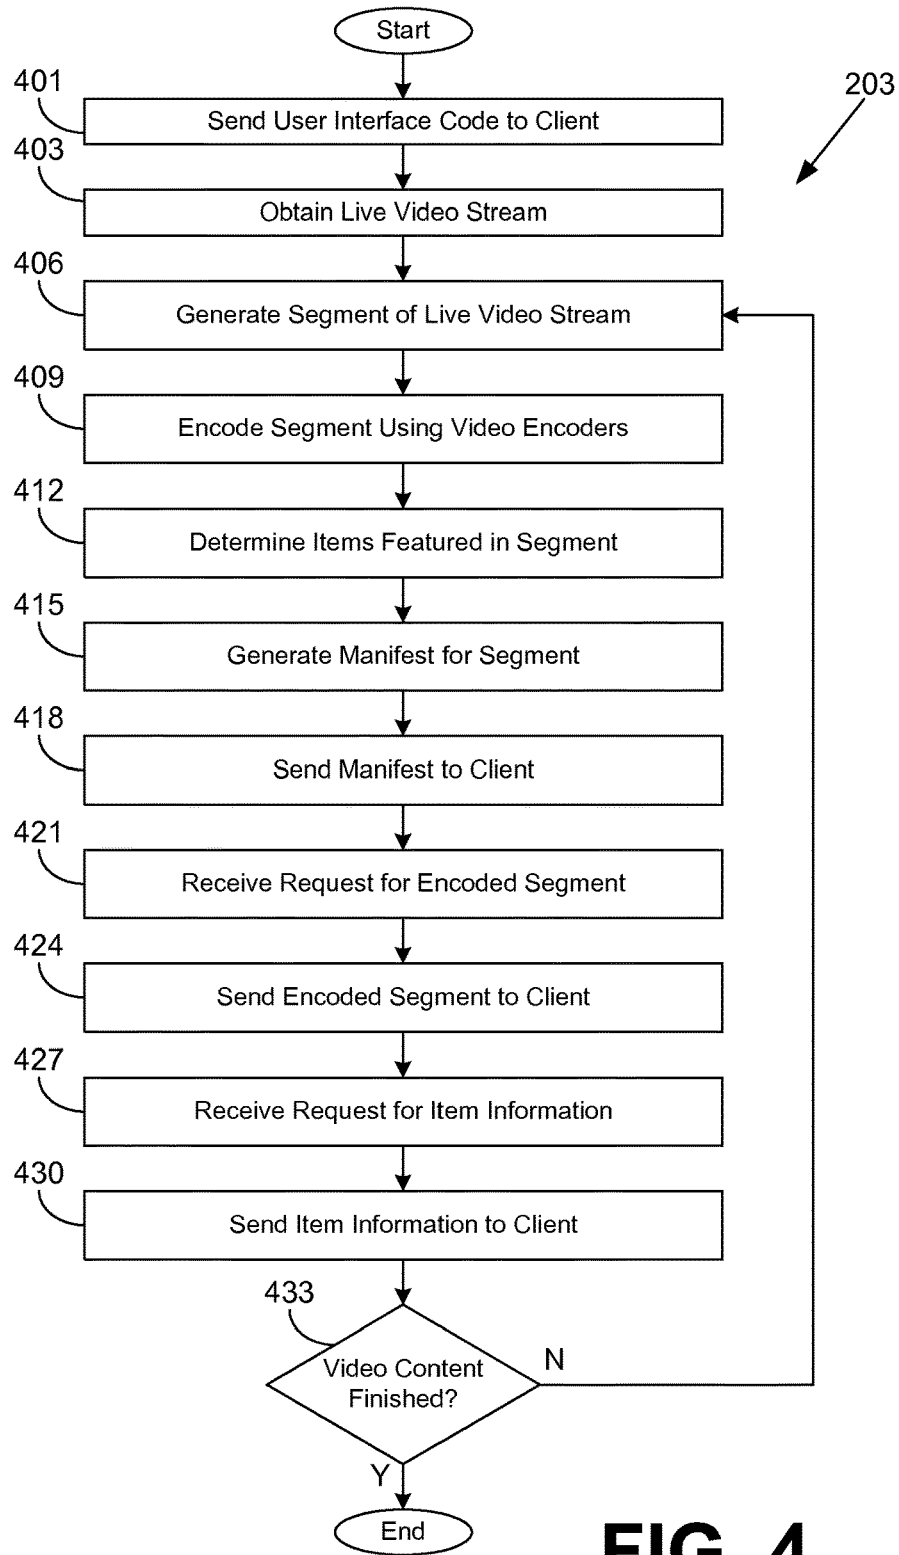 Start
401
Send User Interface Code to Client
203
403
Obtain Live Video Stream
406
Generate Segment of Live Video Stream
409
Encode Segment Using Video Encoders
412
Determine Items Featured in Segment
415
Generate Manifest for Segment
418
Send Manifest to Client
421
Receive Request for Encoded Segment
424
Send Encoded Segment to Client
427
Receive Request for Item Information
430
Send Item Information to Client
433
Video Content
Finished?
N
Y
End
FIG. 4